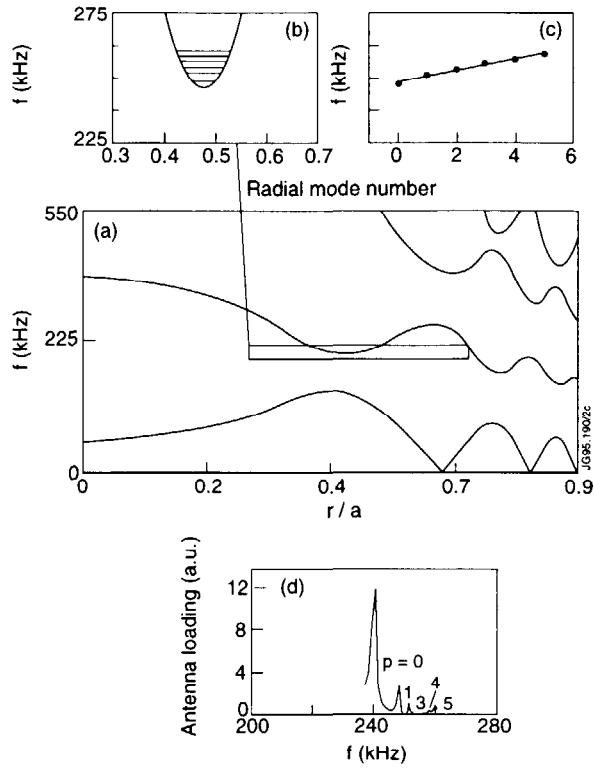 275
f (kHz)
225
(b)
0.3 0.4 0.5 0.6 0.7
f (kHz)
(c)
0 2 4 6
Radial mode number
550
(a)
f (kHz)
225
0
0 0.2 0.4 0.7 0.9
r / a
JG95.190/2c
Antenna loading (a.u.)
12
8
4
0
(d)
p = 0
1
3
4
5
200 240 280
f (kHz)